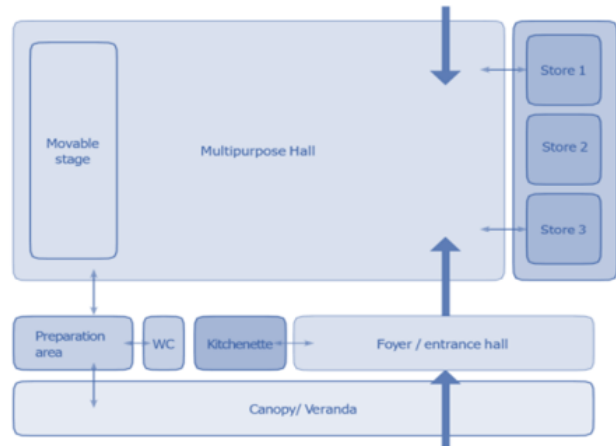 Store 1
Movable
stage
Multipurpose Hall
Store 2
Store 3
Preparation
area
WC
Kitchenette
Foyer / entrance hall
Canopy/ Veranda